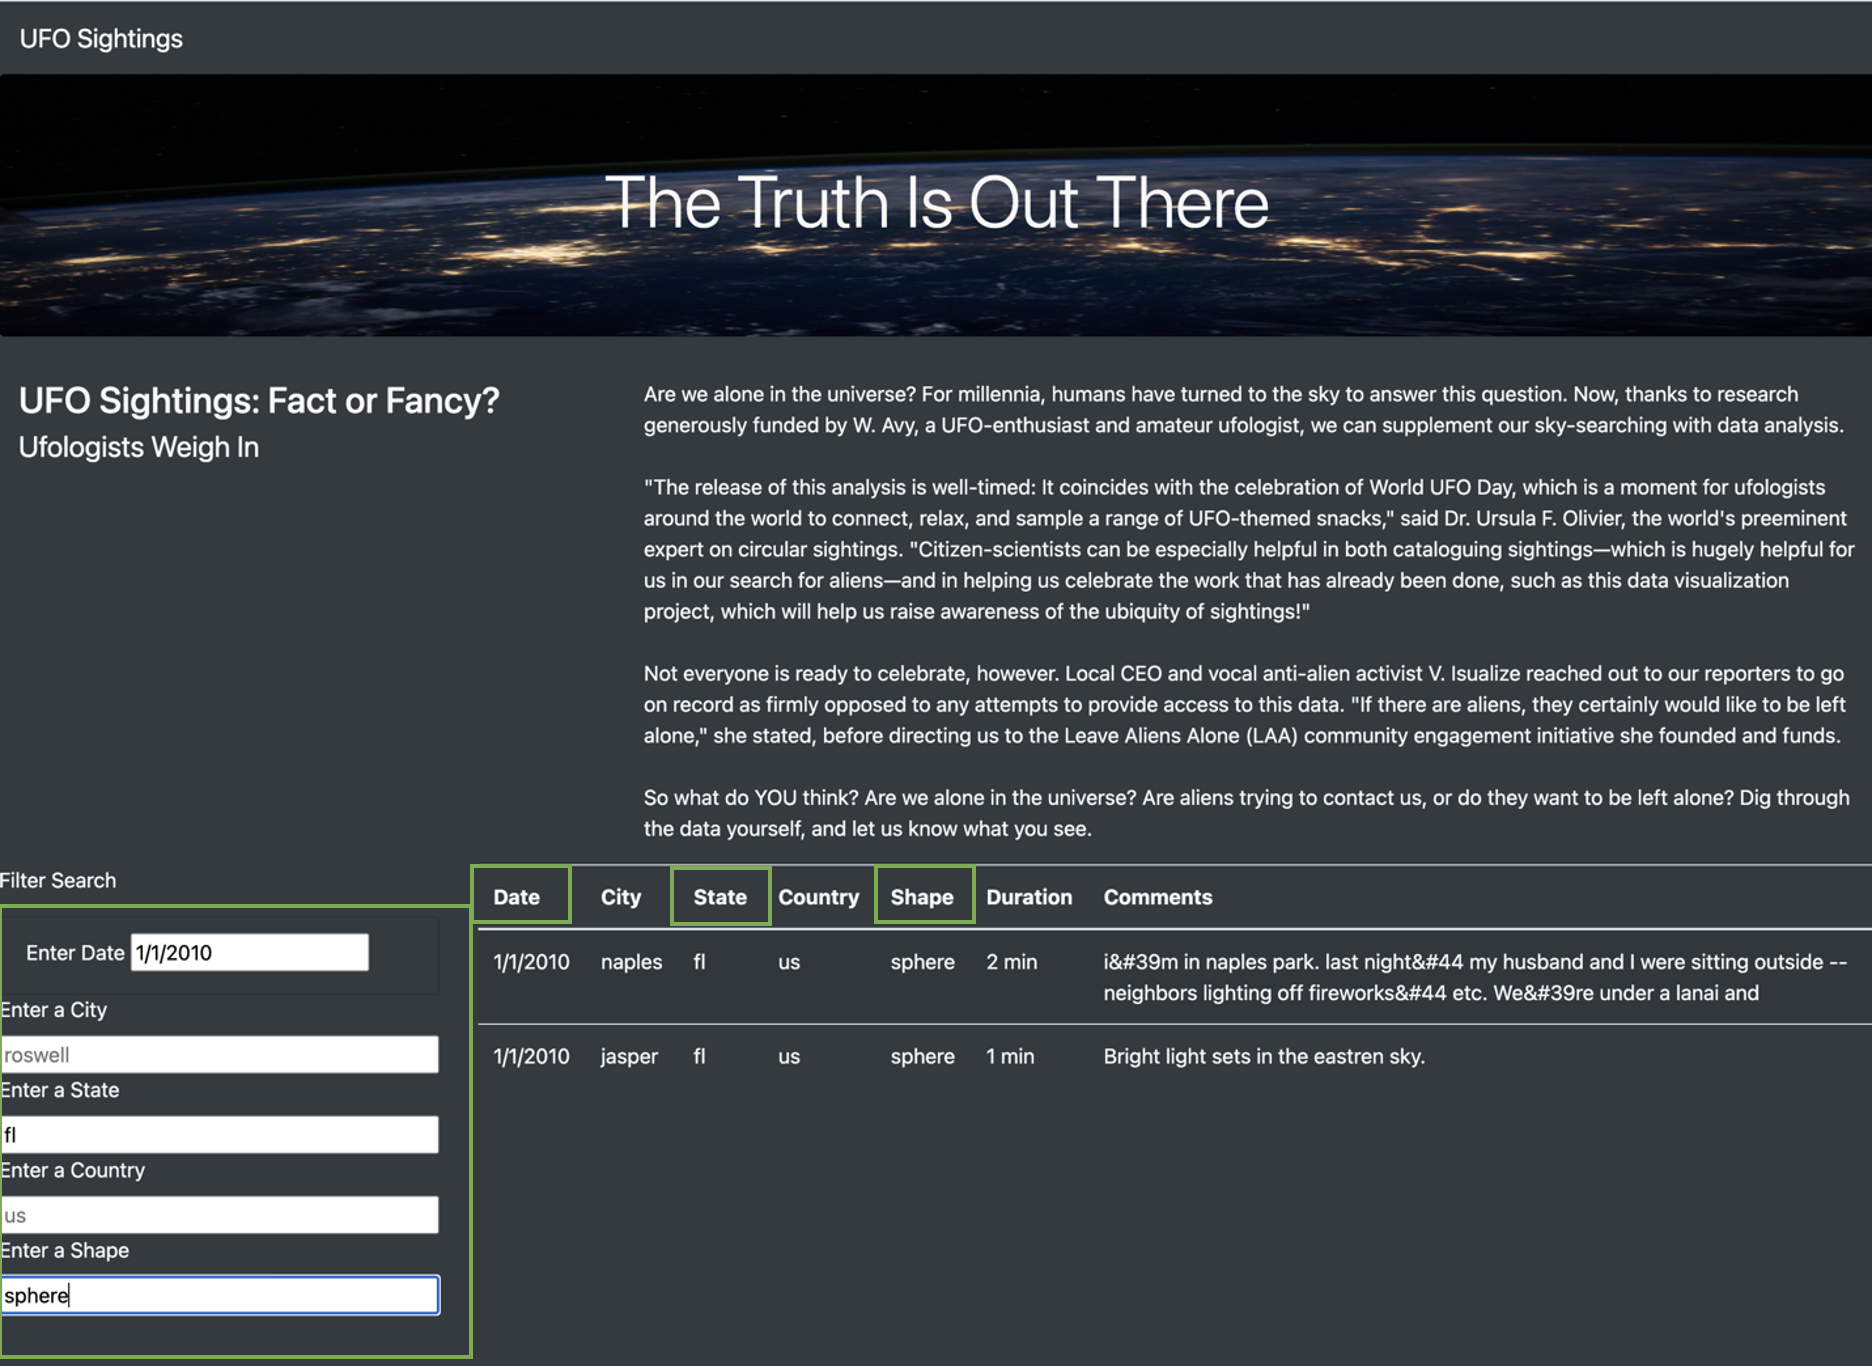 UFO Sightings
The Truth Is Out There
UFO Sightings: Fact or Fancy?
Ufologists Weigh In
Are we alone in the universe? For millennia, humans have turned to the sky to answer this question. Now, thanks to research
generously funded by W. Avy, a UFO-enthusiast and amateur ufologist, we can supplement our sky-searching with data analysis.
"The release of this analysis is well-timed: It coincides with the celebration of World UFO Day, which is a moment for ufologists
around the world to connect, relax, and sample a range of UFO-themed snacks," said Dr. Ursula F. Olivier, the world's preeminent
expert on circular sightings. "Citizen-scientists can be especially helpful in both cataloguing sightings—which is hugely helpful for
us in our search for aliens—and in helping us celebrate the work that has already been done, such as this data visualization
project, which will help us raise awareness of the ubiquity of sightings!"
Not everyone is ready to celebrate, however. Local CEO and vocal anti-alien activist V. Isualize reached out to our reporters to go
on record as firmly opposed to any attempts to provide access to this data. "If there are aliens, they certainly would like to be left
alone," she stated, before directing us to the Leave Aliens Alone (LAA) community engagement initiative she founded and funds.
So what do YOU think? Are we alone in the universe? Are aliens trying to contact us, or do they want to be left alone? Dig through
the data yourself, and let us know what you see.
Filter Search
Enter Date 1/1/2010
Enter a City
roswell
Enter a State
fl
Enter a Country
us
Enter a Shape
sphere
Date City State Country Shape Duration Comments
1/1/2010 naples fl us sphere 2 min i&#39m in naples park. last night&#44 my husband and I were sitting outside --
neighbors lighting off fireworks&#44 etc. We&#39re under a lanai and
1/1/2010 jasper fl us sphere 1 min Bright light sets in the eastren sky.